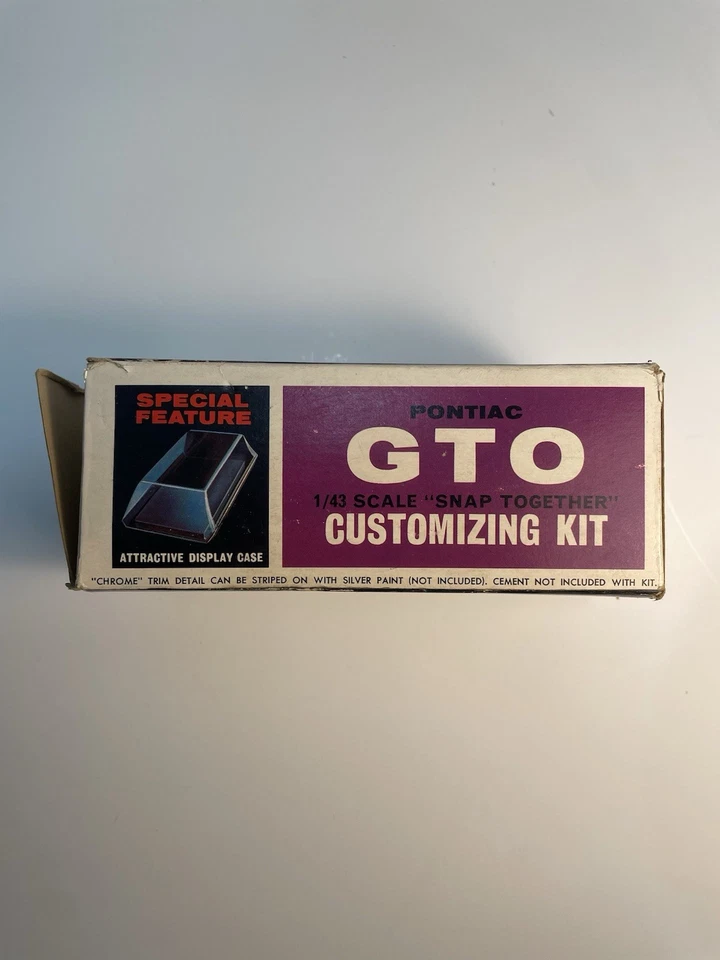 SPECIAL
FEATURE
ATTRACTIVE DISPLAY CASE
PONTIAC
GTO
1/43 SCALE "SNAP TOGETHER"
CUSTOMIZING KIT
"CHROME" TRIM DETAIL CAN BE STRIPED ON WITH SILVER PAINT (NOT INCLUDED). CEMENT NOT INCLUDED WITH KIT.